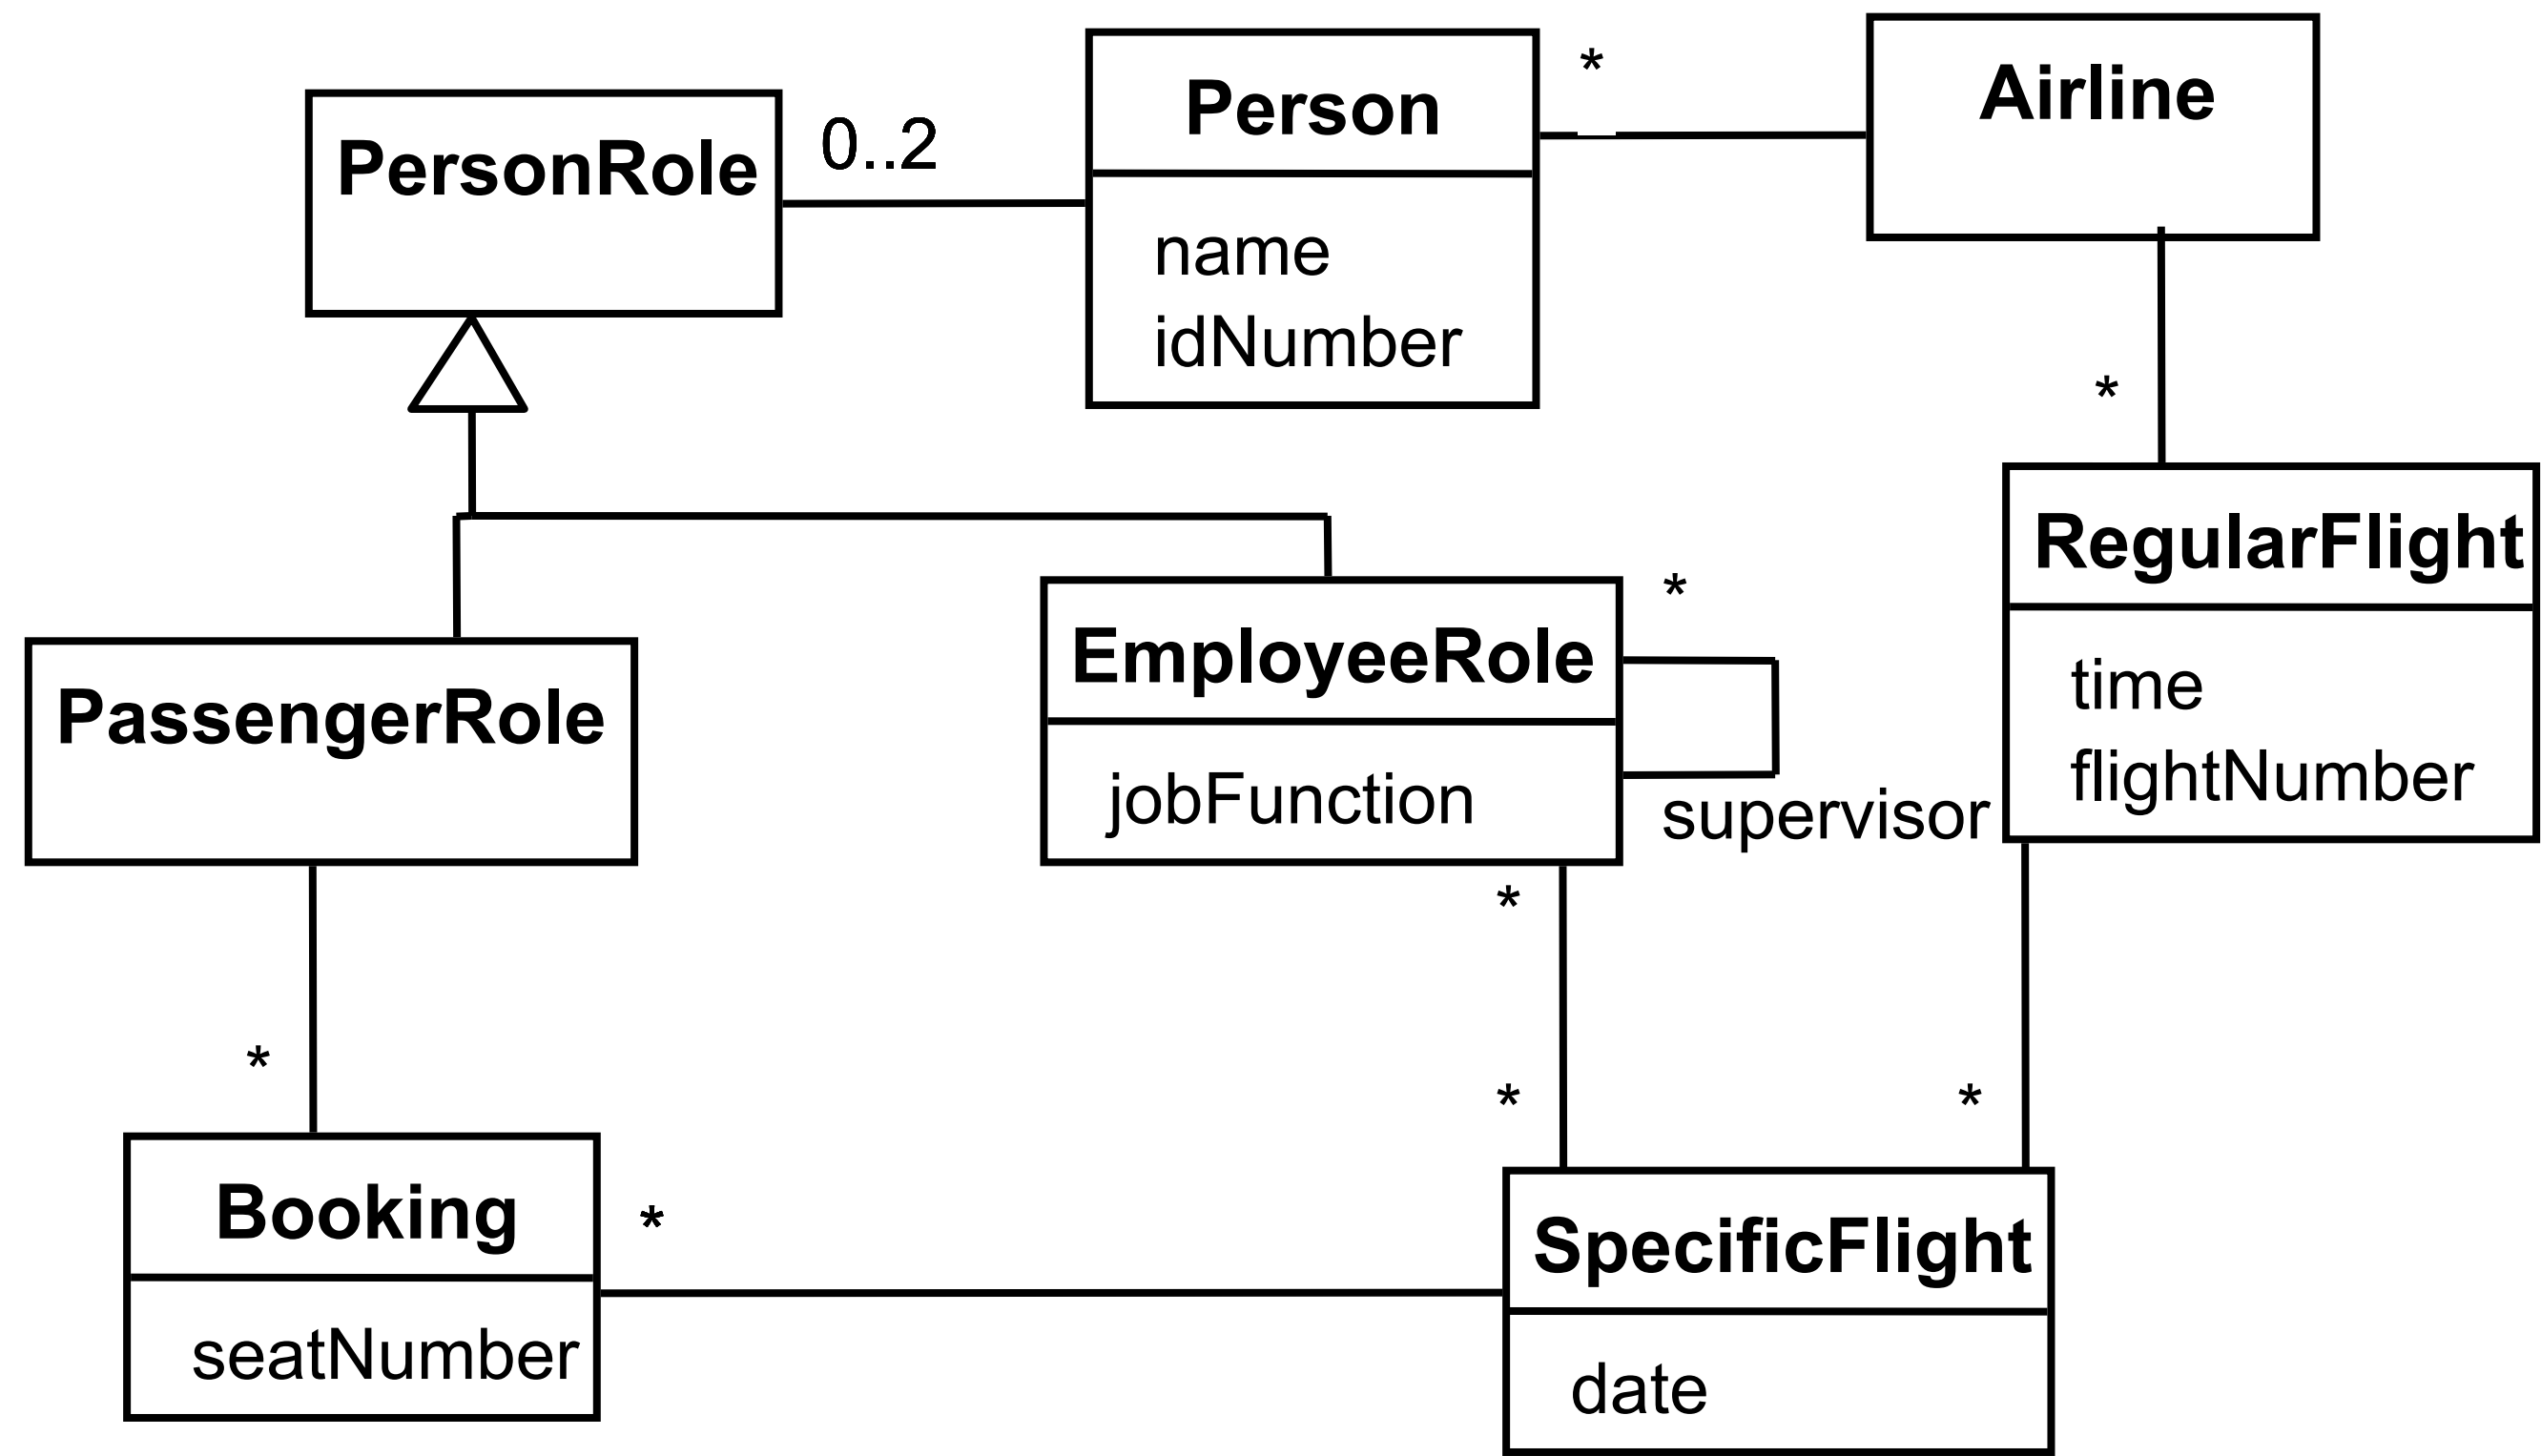 Person
*
Airline
PersonRole
0..2
name
idNumber
*
RegularFlight
EmployeeRole
*
time
PassengerRole
jobFunction
supervisor
flightNumber
*
*
*
*
Booking
*
SpecificFlight
seatNumber
date